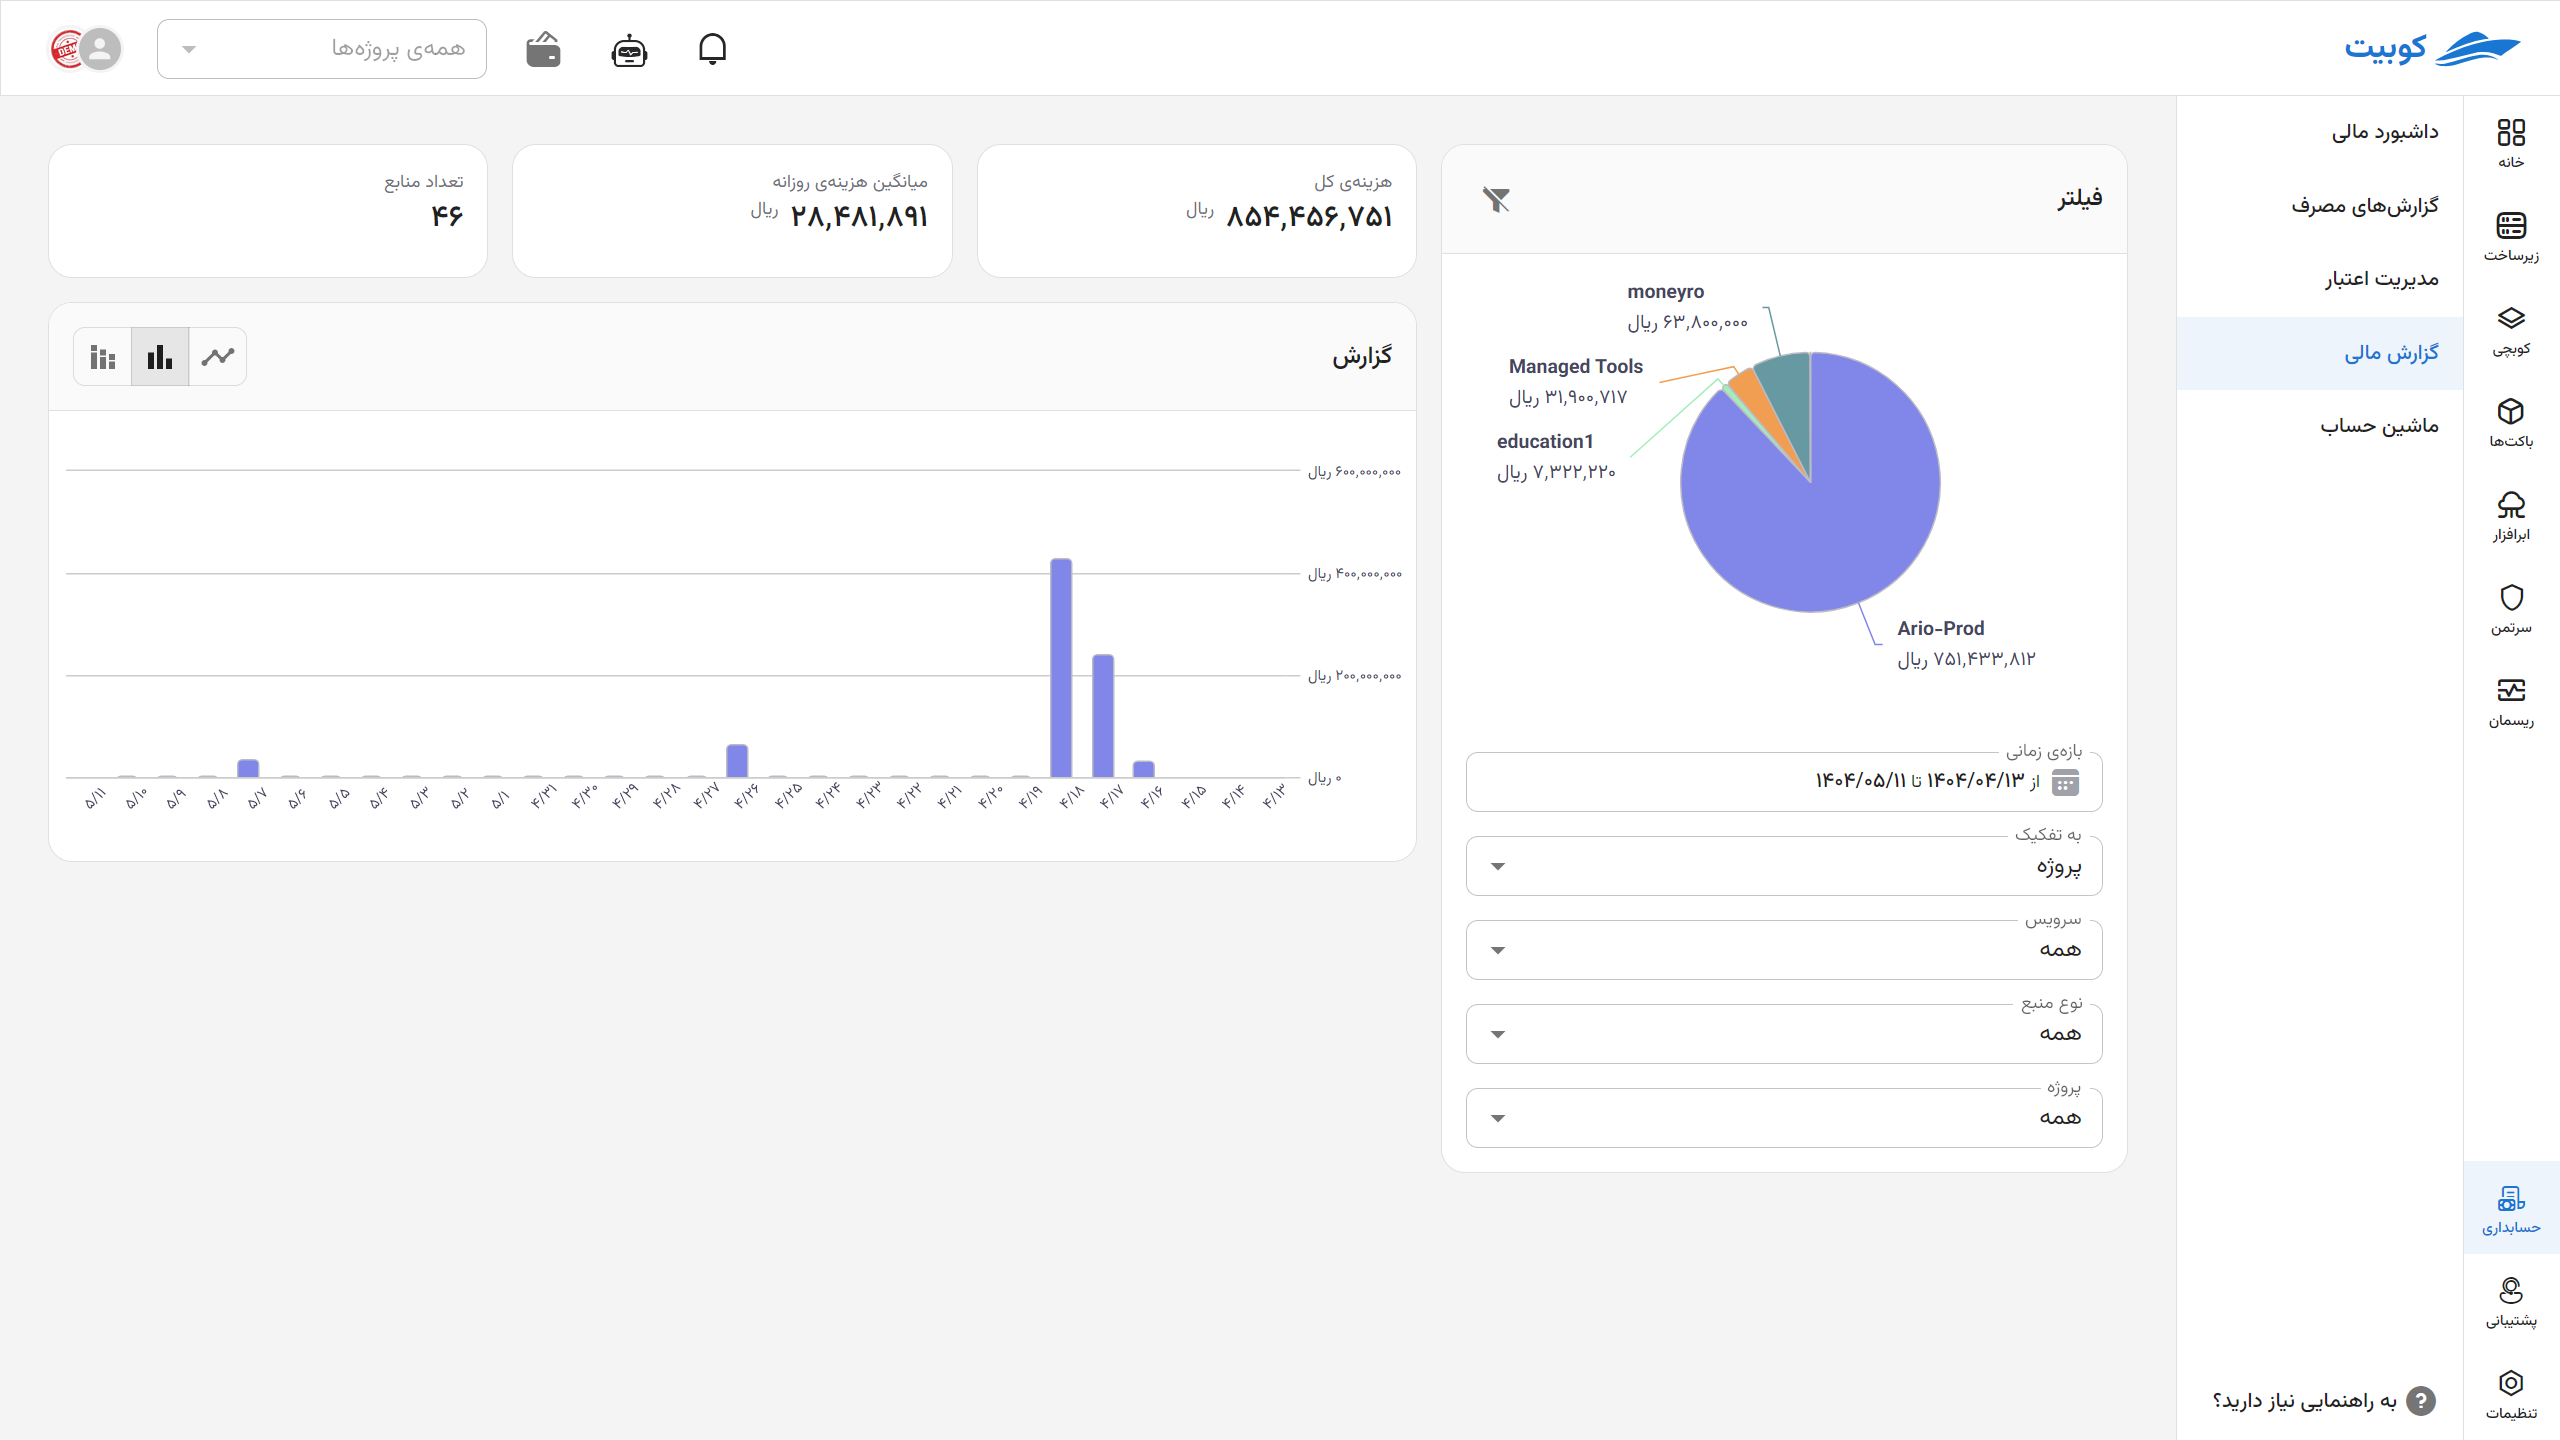 کوبیت
همه‌ی پروژه‌ها
خانه
زیرساخت
کوبچی
باکت‌ها
ابرافزار
سرتمن
ریسمان
حسابداری
پشتیبانی
تنظیمات
داشبورد مالی
گزارش‌های مصرف
مدیریت اعتبار
گزارش مالی
ماشین حساب
به راهنمایی نیاز دارید؟
فیلتر
moneyro
۶۳,۸۰۰,۰۰۰ ریال
Managed Tools
۳۱,۹۰۰,۷۱۷ ریال
education1
۷,۳۲۲,۲۲۰ ریال
Ario-Prod
۷۵۱,۴۳۳,۸۱۲ ریال
بازه‌ی زمانی
از ۱۴۰۴/۰۴/۱۳ تا ۱۴۰۴/۰۵/۱۱
به تفکیک
پروژه
سرویس
همه
نوع منبع
همه
پروژه
همه
هزینه‌ی کل
۸۵۴,۴۵۶,۷۵۱ ریال
میانگین هزینه‌ی روزانه
۲۸,۴۸۱,۸۹۱ ریال
تعداد منابع
۴۶
گزارش
۶۰۰,۰۰۰,۰۰۰ ریال
۴۰۰,۰۰۰,۰۰۰ ریال
۲۰۰,۰۰۰,۰۰۰ ریال
۰ ریال
۴/۱۳
۴/۱۴
۴/۱۵
۴/۱۶
۴/۱۷
۴/۱۸
۴/۱۹
۴/۲۰
۴/۲۱
۴/۲۲
۴/۲۳
۴/۲۴
۴/۲۵
۴/۲۶
۴/۲۷
۴/۲۸
۴/۲۹
۴/۳۰
۴/۳۱
۵/۱
۵/۲
۵/۳
۵/۴
۵/۵
۵/۶
۵/۷
۵/۸
۵/۹
۵/۱۰
۵/۱۱